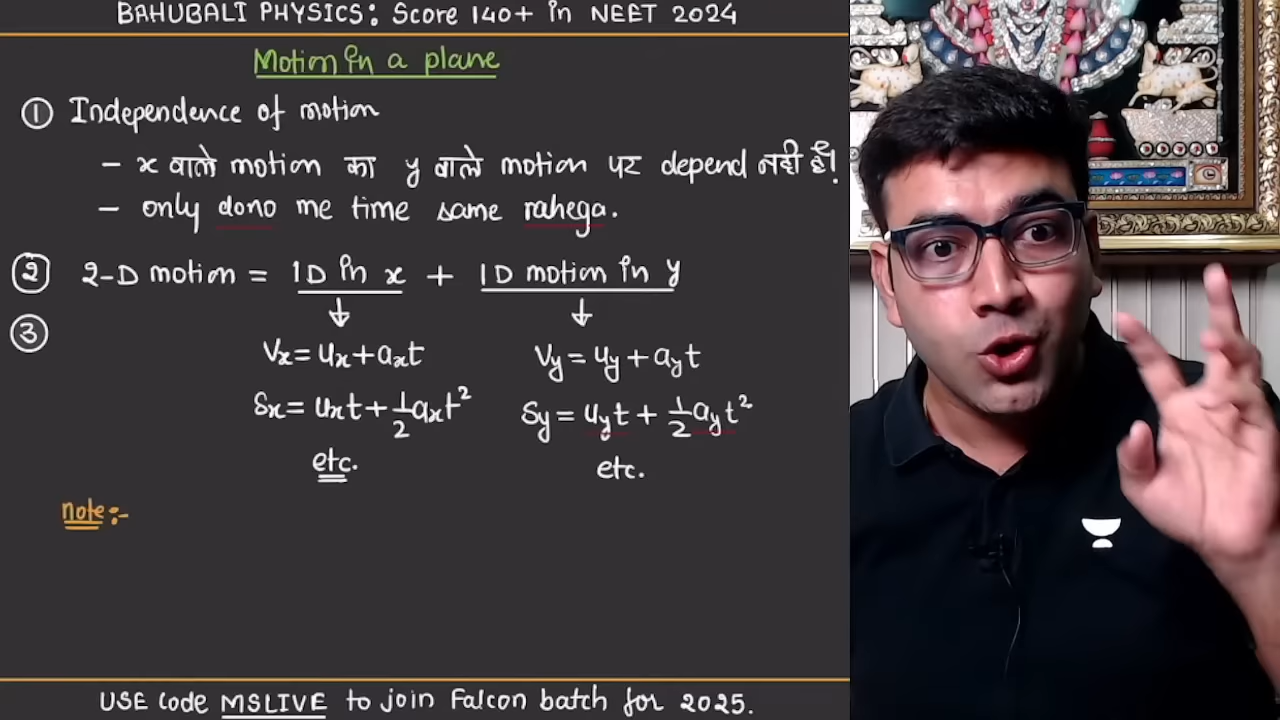 BAHUBALI PHYSICS: Score 140+ in NEET 2024
Motion in a plane
① Independence of motion
- x वाले motion का y वाले motion पर depend नही है!
- only dono me time same rahega.
② 2-D motion = 1D in x + 1D motion in y
③
↓ ↓
Vx = ux + axt Vy = uy + ayt
Sx = uxt + 1/2 axt² Sy = uyt + 1/2 ayt²
etc. etc.
note:-
USE Code MSLIVE to join Falcon batch for 2025.